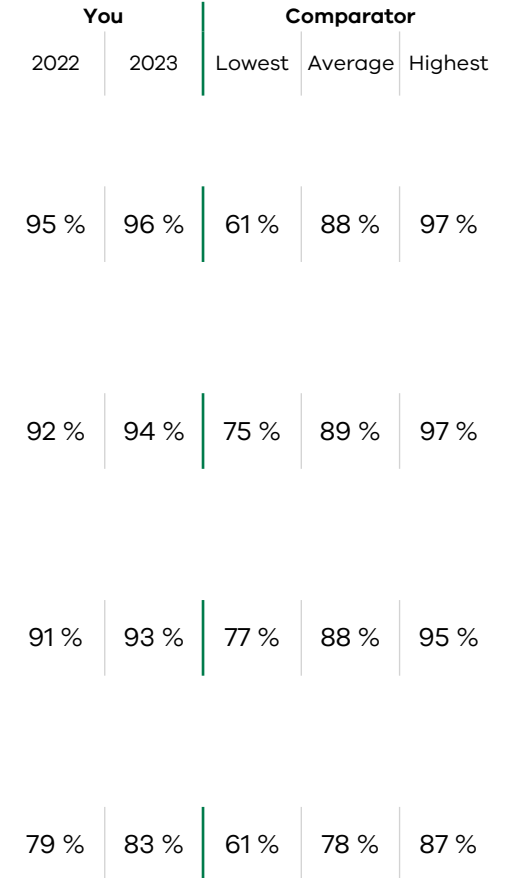 You Comparator
2022 2023 Lowest Average Highest
95 % 96 % 61 % 88 % 97 %
92 % 94 % 75 % 89 % 97 %
91 % 93 % 77 % 88 % 95 %
79 % 83 % 61 % 78 % 87 %